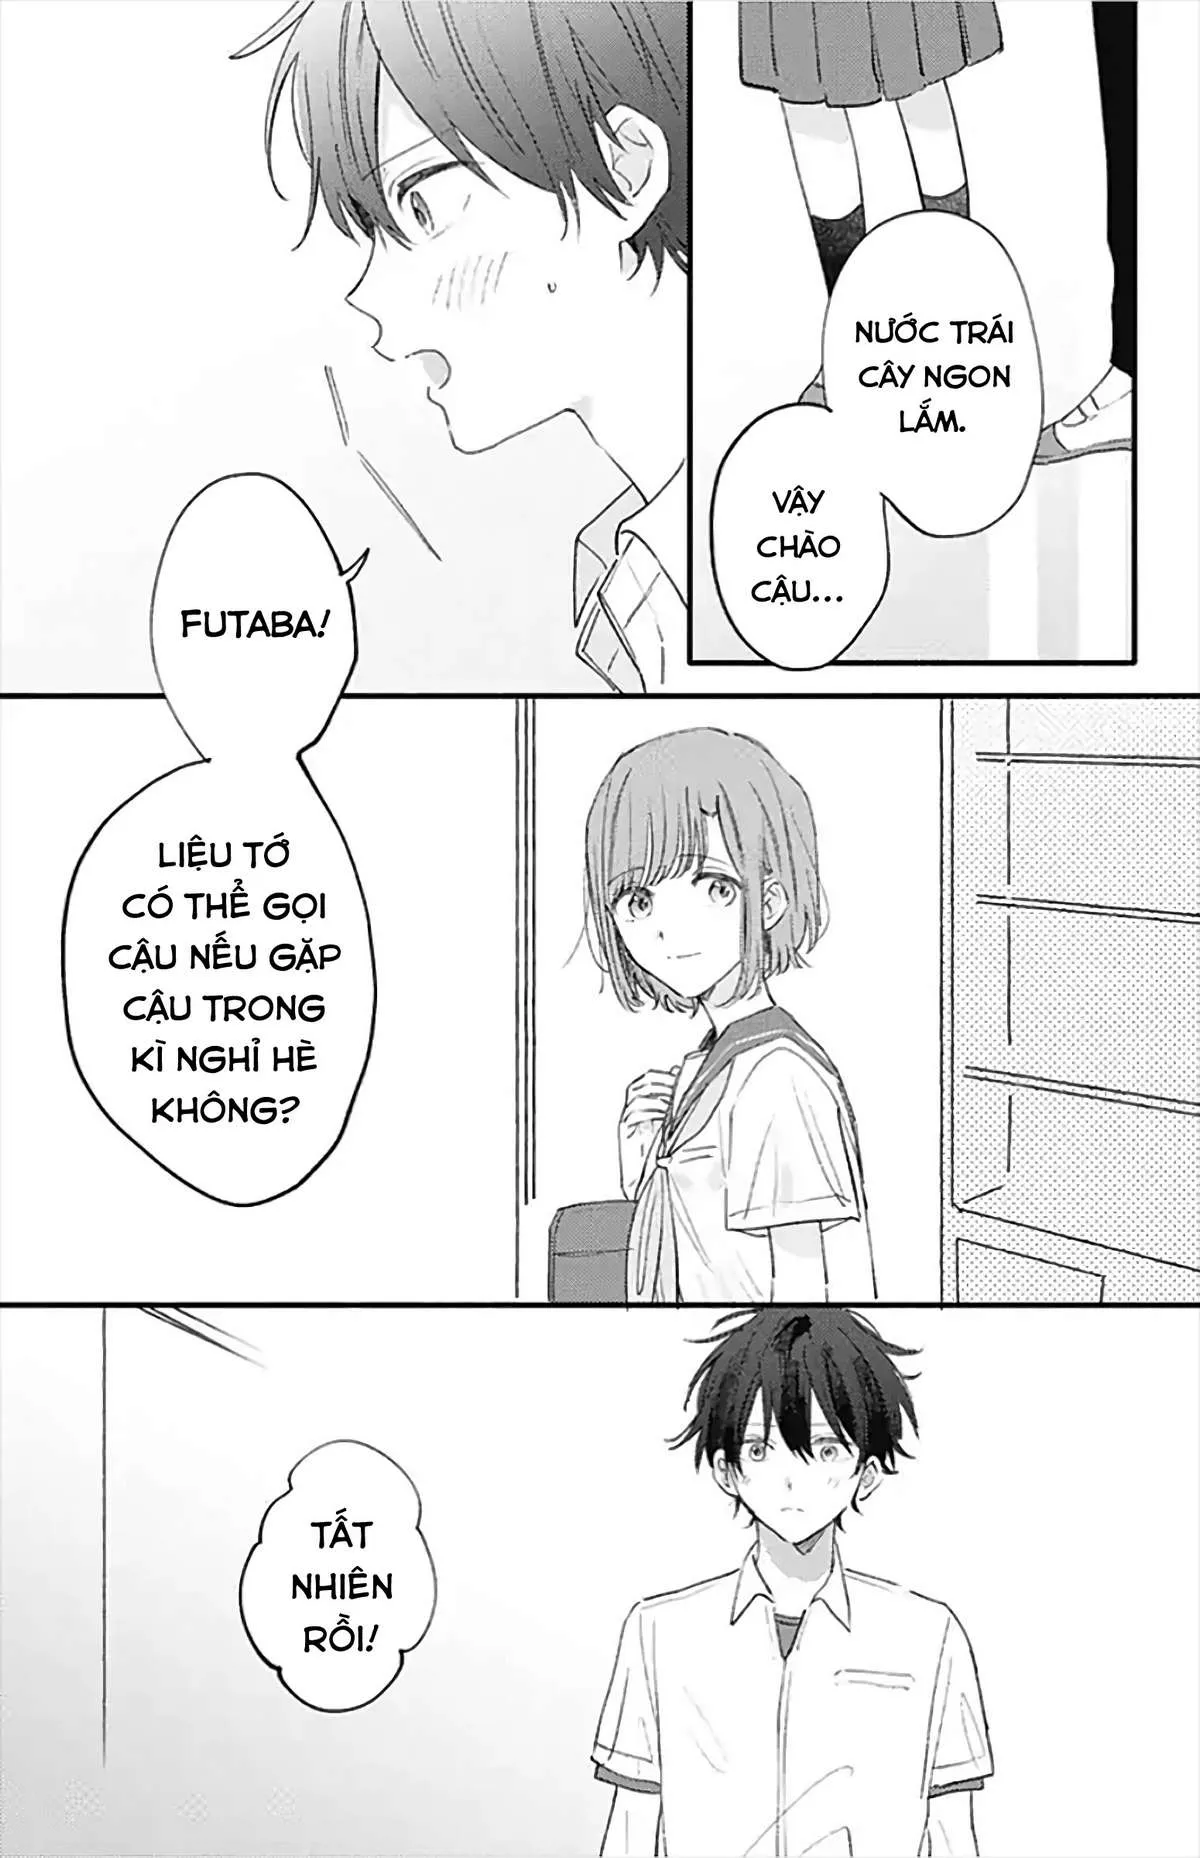 NƯỚC TRÁI
CÂY NGON
LẮM.
VẬY
CHÀO
CẬU...
FUTABA!
LIỆU TỚ
CÓ THỂ GỌI
CẬU NẾU GẶP
CẬU TRONG
KÌ NGHỈ HÈ
KHÔNG?
TẤT
NHIÊN
RỒI!